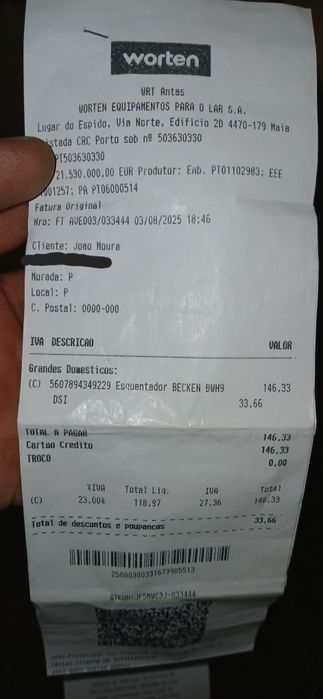 worten
WRT Antas
WORTEN EQUIPAMENTOS PARA O LAR S.A.
Lugar do Espido, Via Norte, Edificio 2D 4470-179 Maia
istada CRC Porto sob nº 503630330
PT503630330
21.530.000,00 EUR Produtor: Emb. PT01102983; EEE
001257; PA PT06000514
Fatura Original
Nro: FT AVE003/033444 03/08/2025 18:46
Cliente: Joao Moura
Morada: P
Local: P
C. Postal: 0000-000
IVA DESCRICAO VALOR
Grandes Domesticos:
(C) 5607894349229 Esquentador BECKEN BWH9 146,33
DSI 33,66
TOTAL A PAGAR 146,33
Cartao Credito 146,33
TROCO 0.00
%IVA Total Liq. IVA Total
(C) 23,00% 118,97 27,36 146,33
Total de descontos e poupancas 33,66
25080300331673905513
ATCUD:JF5MVC3J-033444